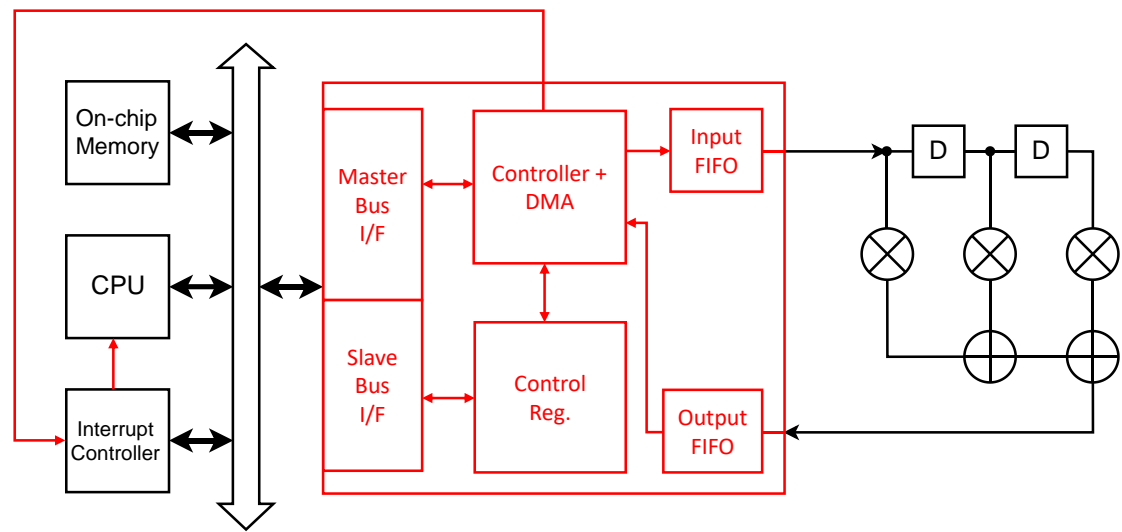 On-chip
Memory
CPU
Interrupt
Controller
Master
Bus
I/F
Slave
Bus
I/F
Controller +
DMA
Control
Reg.
Input
FIFO
Output
FIFO
D
D